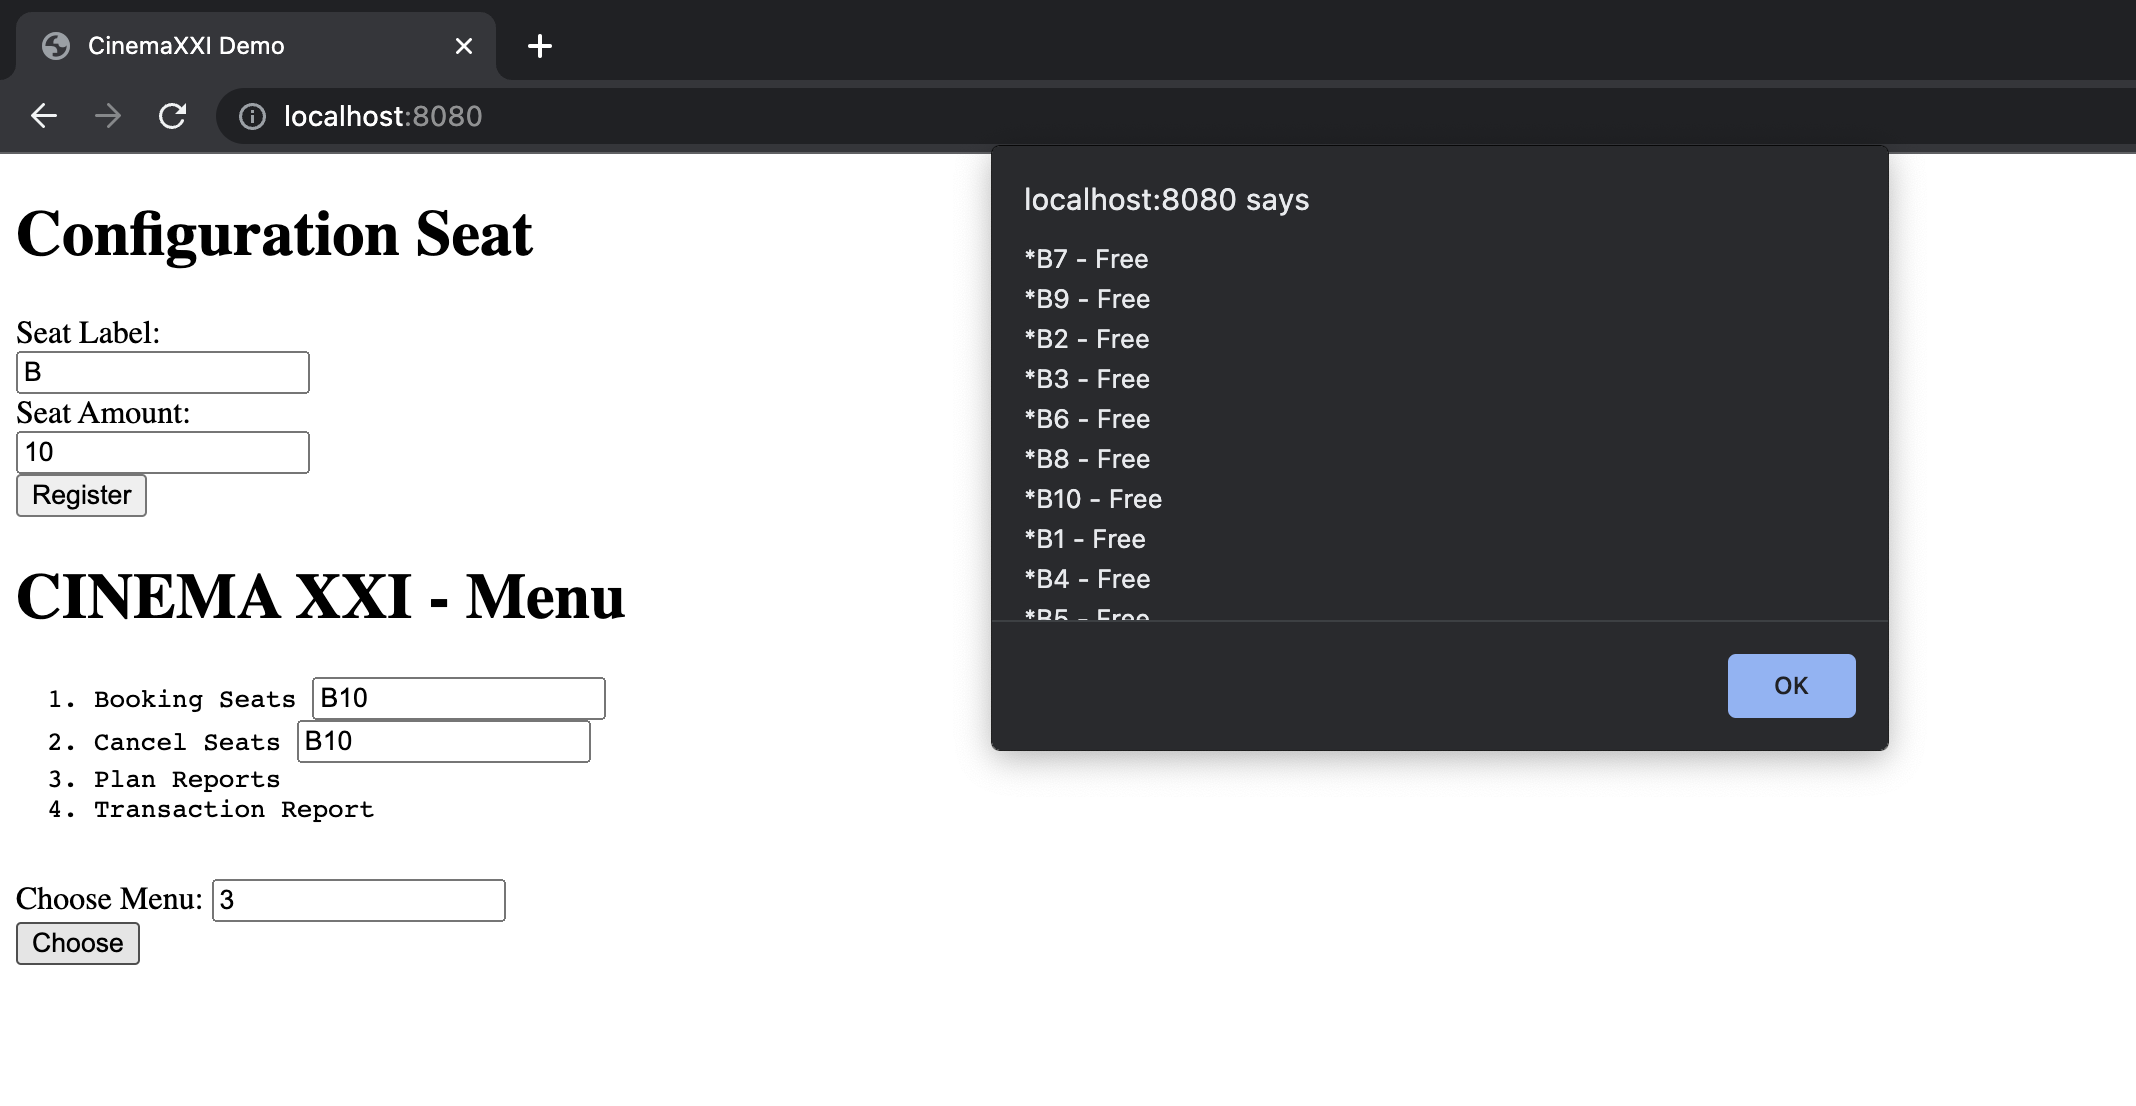 CinemaXXI Demo
localhost:8080
Configuration Seat
Seat Label:
B
Seat Amount:
10
Register
CINEMA XXI - Menu
1. Booking Seats B10
2. Cancel Seats B10
3. Plan Reports
4. Transaction Report
Choose Menu: 3
Choose
localhost:8080 says
*B7 - Free
*B9 - Free
*B2 - Free
*B3 - Free
*B6 - Free
*B8 - Free
*B10 - Free
*B1 - Free
*B4 - Free
*B5 - Free
OK